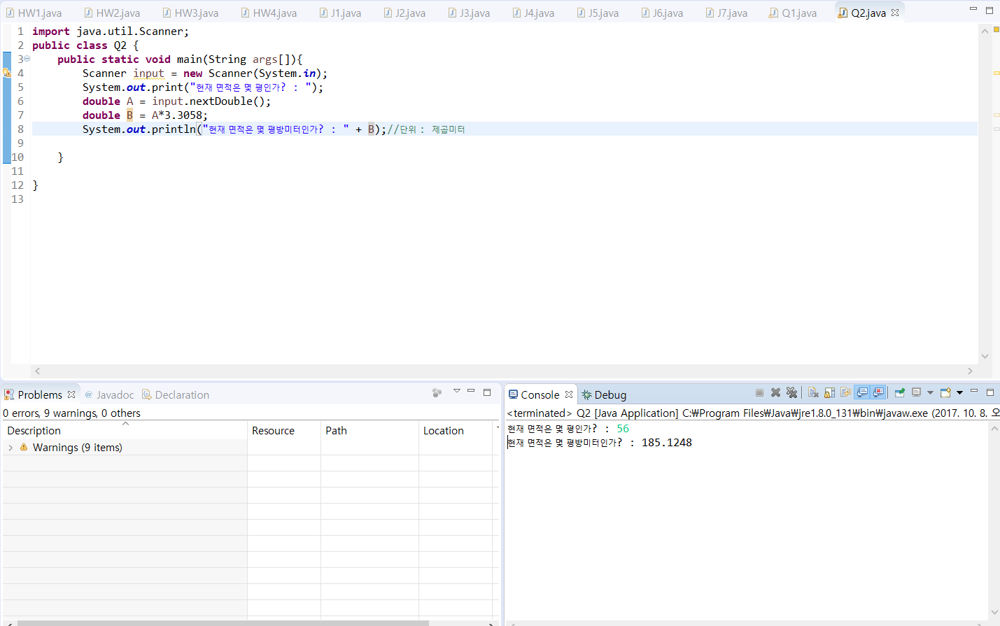 HW1.java HW2.java HW3.java HW4.java J1.java J2.java J3.java J4.java J5.java J6.java J7.java Q1.java Q2.java
1 import java.util.Scanner;
2 public class Q2 {
3 public static void main(String args[]){
4 Scanner input = new Scanner(System.in);
5 System.out.print("현재 면적은 몇 평인가? : ");
6 double A = input.nextDouble();
7 double B = A*3.3058;
8 System.out.println("현재 면적은 몇 평방미터인가? : " + B);//단위 : 제곱미터
9
10 }
11
12 }
13
Problems @ Javadoc Declaration
0 errors, 9 warnings, 0 others
Description Resource Path Location
Warnings (9 items)
Console Debug
<terminated> Q2 [Java Application] C:₩Program Files₩Java₩jre1.8.0_131₩bin₩javaw.exe (2017. 10. 8. 오
현재 면적은 몇 평인가? : 56
현재 면적은 몇 평방미터인가? : 185.1248